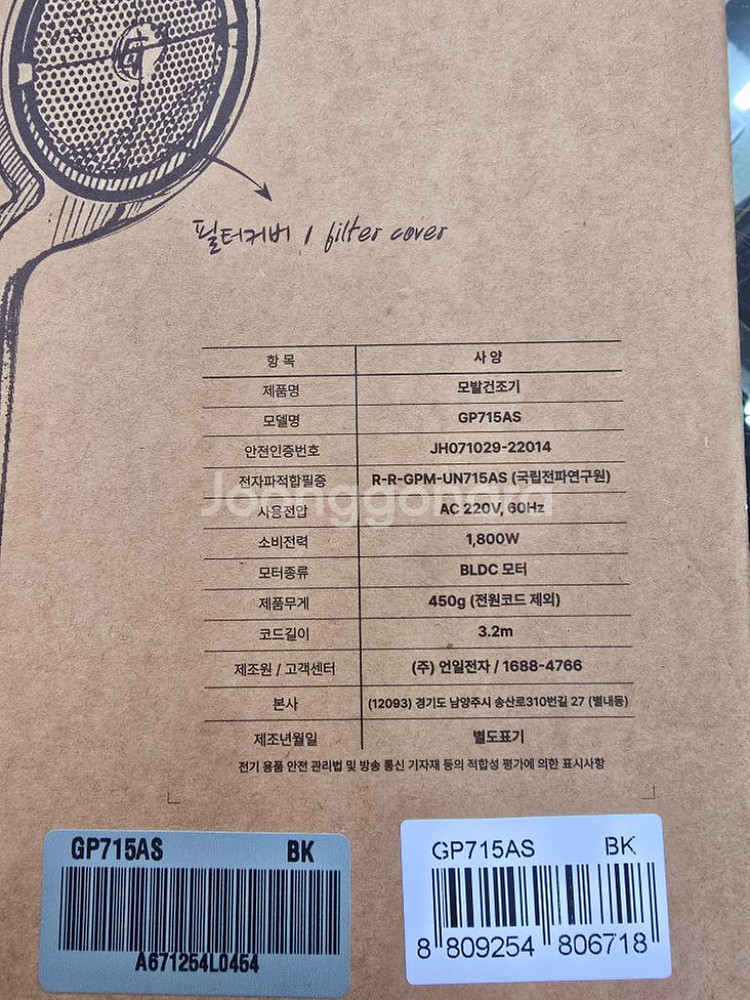 필터커버 / filter cover
항 목 사 양
제품명 모발건조기
모델명 GP715AS
안전인증번호 JH071029-22014
전자파적합필증 R-R-GPM-UN715AS (국립전파연구원)
Joonggonara
사용전압 AC 220V, 60Hz
소비전력 1,800W
모터종류 BLDC 모터
제품무게 450g (전원코드 제외)
코드길이 3.2m
제조원 / 고객센터 (주) 언일전자 / 1688-4766
본사 (12093) 경기도 남양주시 송산로310번길 27 (별내동)
제조년월일 별도표기
전기 용품 안전 관리법 및 방송 통신 기자재 등의 적합성 평가에 의한 표시사항
GP715AS BK
A671254L0454
GP715AS BK
8 809254 806718